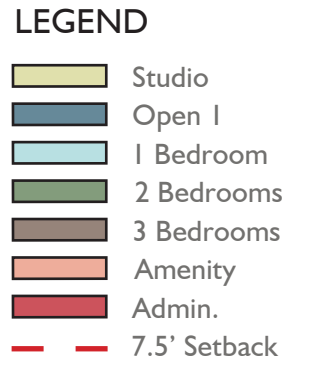 LEGEND
Studio
Open 1
1 Bedroom
2 Bedrooms
3 Bedrooms
Amenity
Admin.
7.5’ Setback